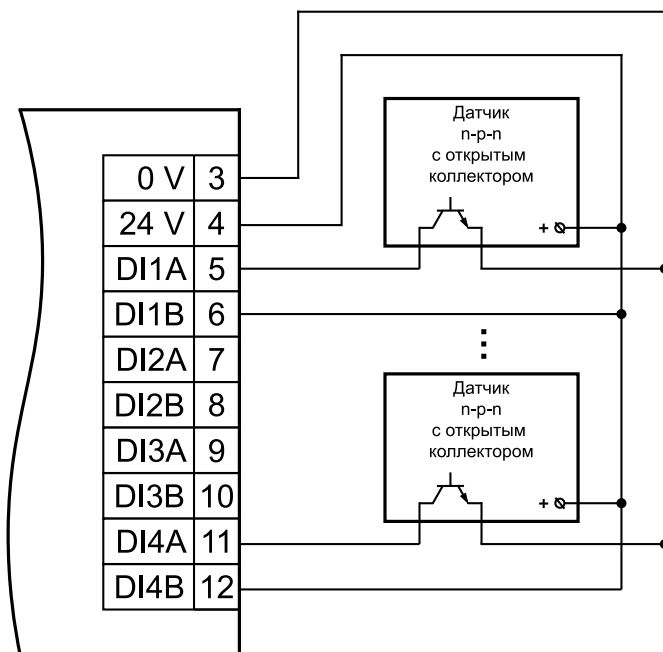 Датчик
n-p-n
с открытым
коллектором
+
0 V 3
24 V 4
DI1A 5
DI1B 6
DI2A 7
DI2B 8
DI3A 9
DI3B 10
DI4A 11
DI4B 12
Датчик
n-p-n
с открытым
коллектором
+